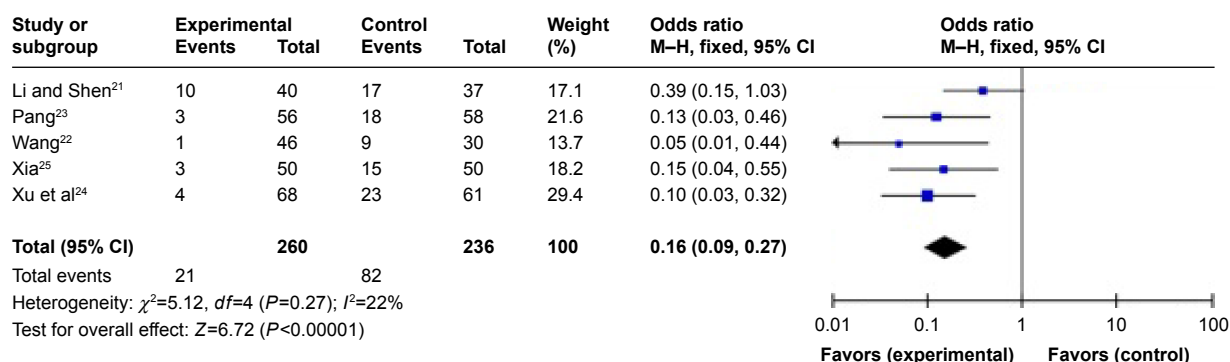 Study or Experimental Control Weight Odds ratio Odds ratio
subgroup Events Total Events Total (%) M–H, fixed, 95% CI M–H, fixed, 95% CI
Li and Shen²¹ 10 40 17 37 17.1 0.39 (0.15, 1.03)
Pang²³ 3 56 18 58 21.6 0.13 (0.03, 0.46)
Wang²² 1 46 9 30 13.7 0.05 (0.01, 0.44)
Xia²⁵ 3 50 15 50 18.2 0.15 (0.04, 0.55)
Xu et al²⁴ 4 68 23 61 29.4 0.10 (0.03, 0.32)
Total (95% CI) 260 236 100 0.16 (0.09, 0.27)
Total events 21 82
Heterogeneity: χ²=5.12, df=4 (P=0.27); I²=22%
Test for overall effect: Z=6.72 (P<0.00001)
0.01 0.1 1 10 100
Favors (experimental) Favors (control)